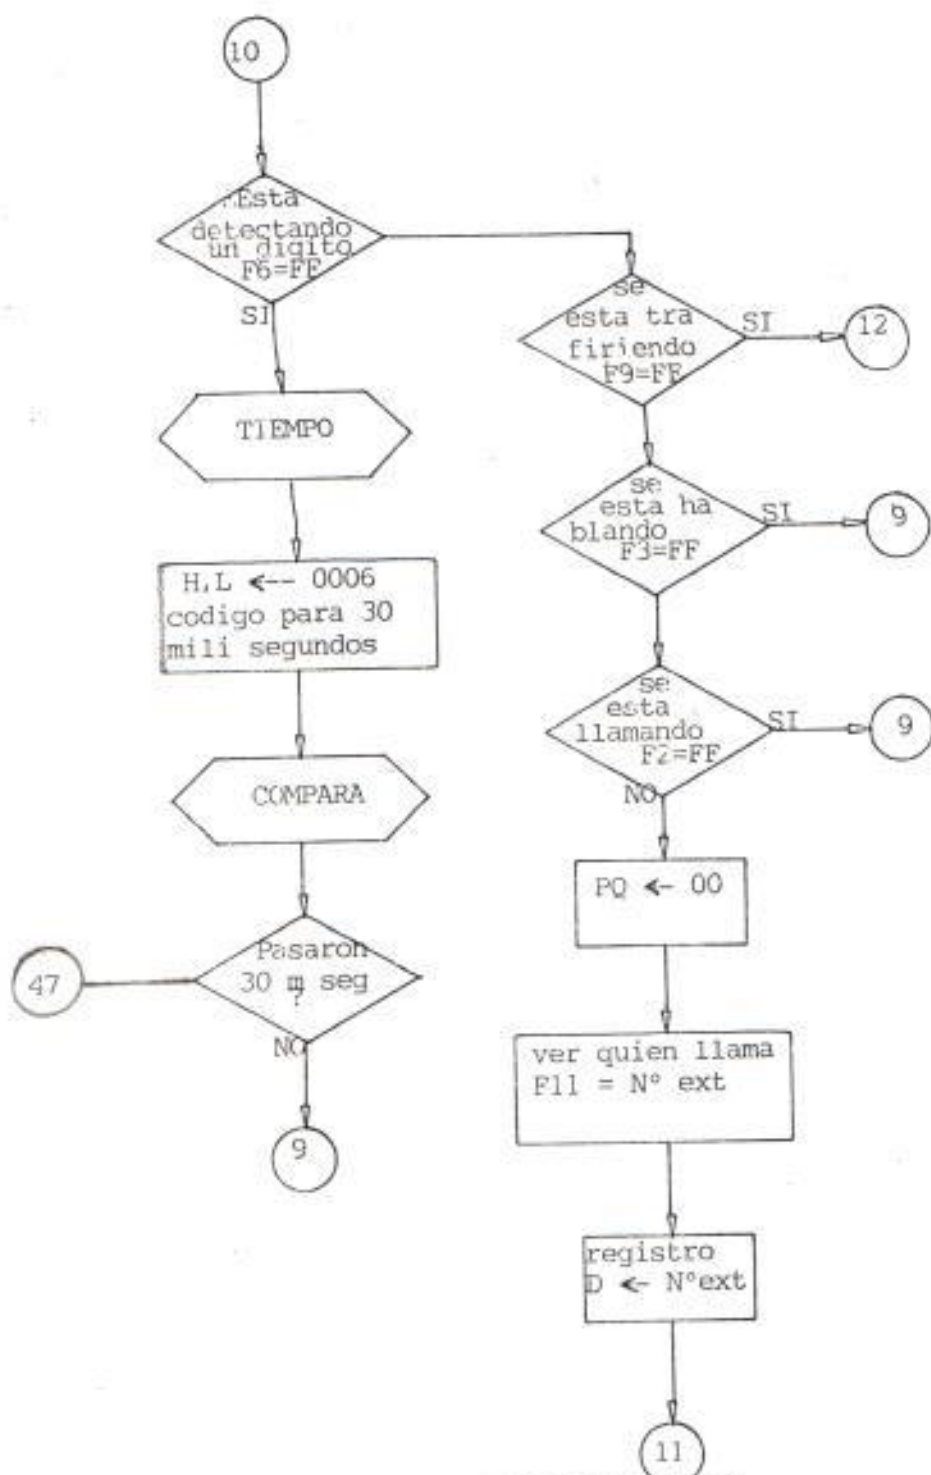 10
Esta
detectando
un digito
F6=FF
SI
TIEMPO
H,L <-- 0006
codigo para 30
mili segundos
COMPARA
Pasaron
30 m seg
?
47
NO
9
se
esta tra
firiendo
F9=FF
SI
12
se
esta ha
blando
F3=FF
SI
9
se
esta
llamando
F2=FF
SI
9
NO
PQ <- 00
ver quien llama
F11 = N° ext
registro
D <- N°ext
11